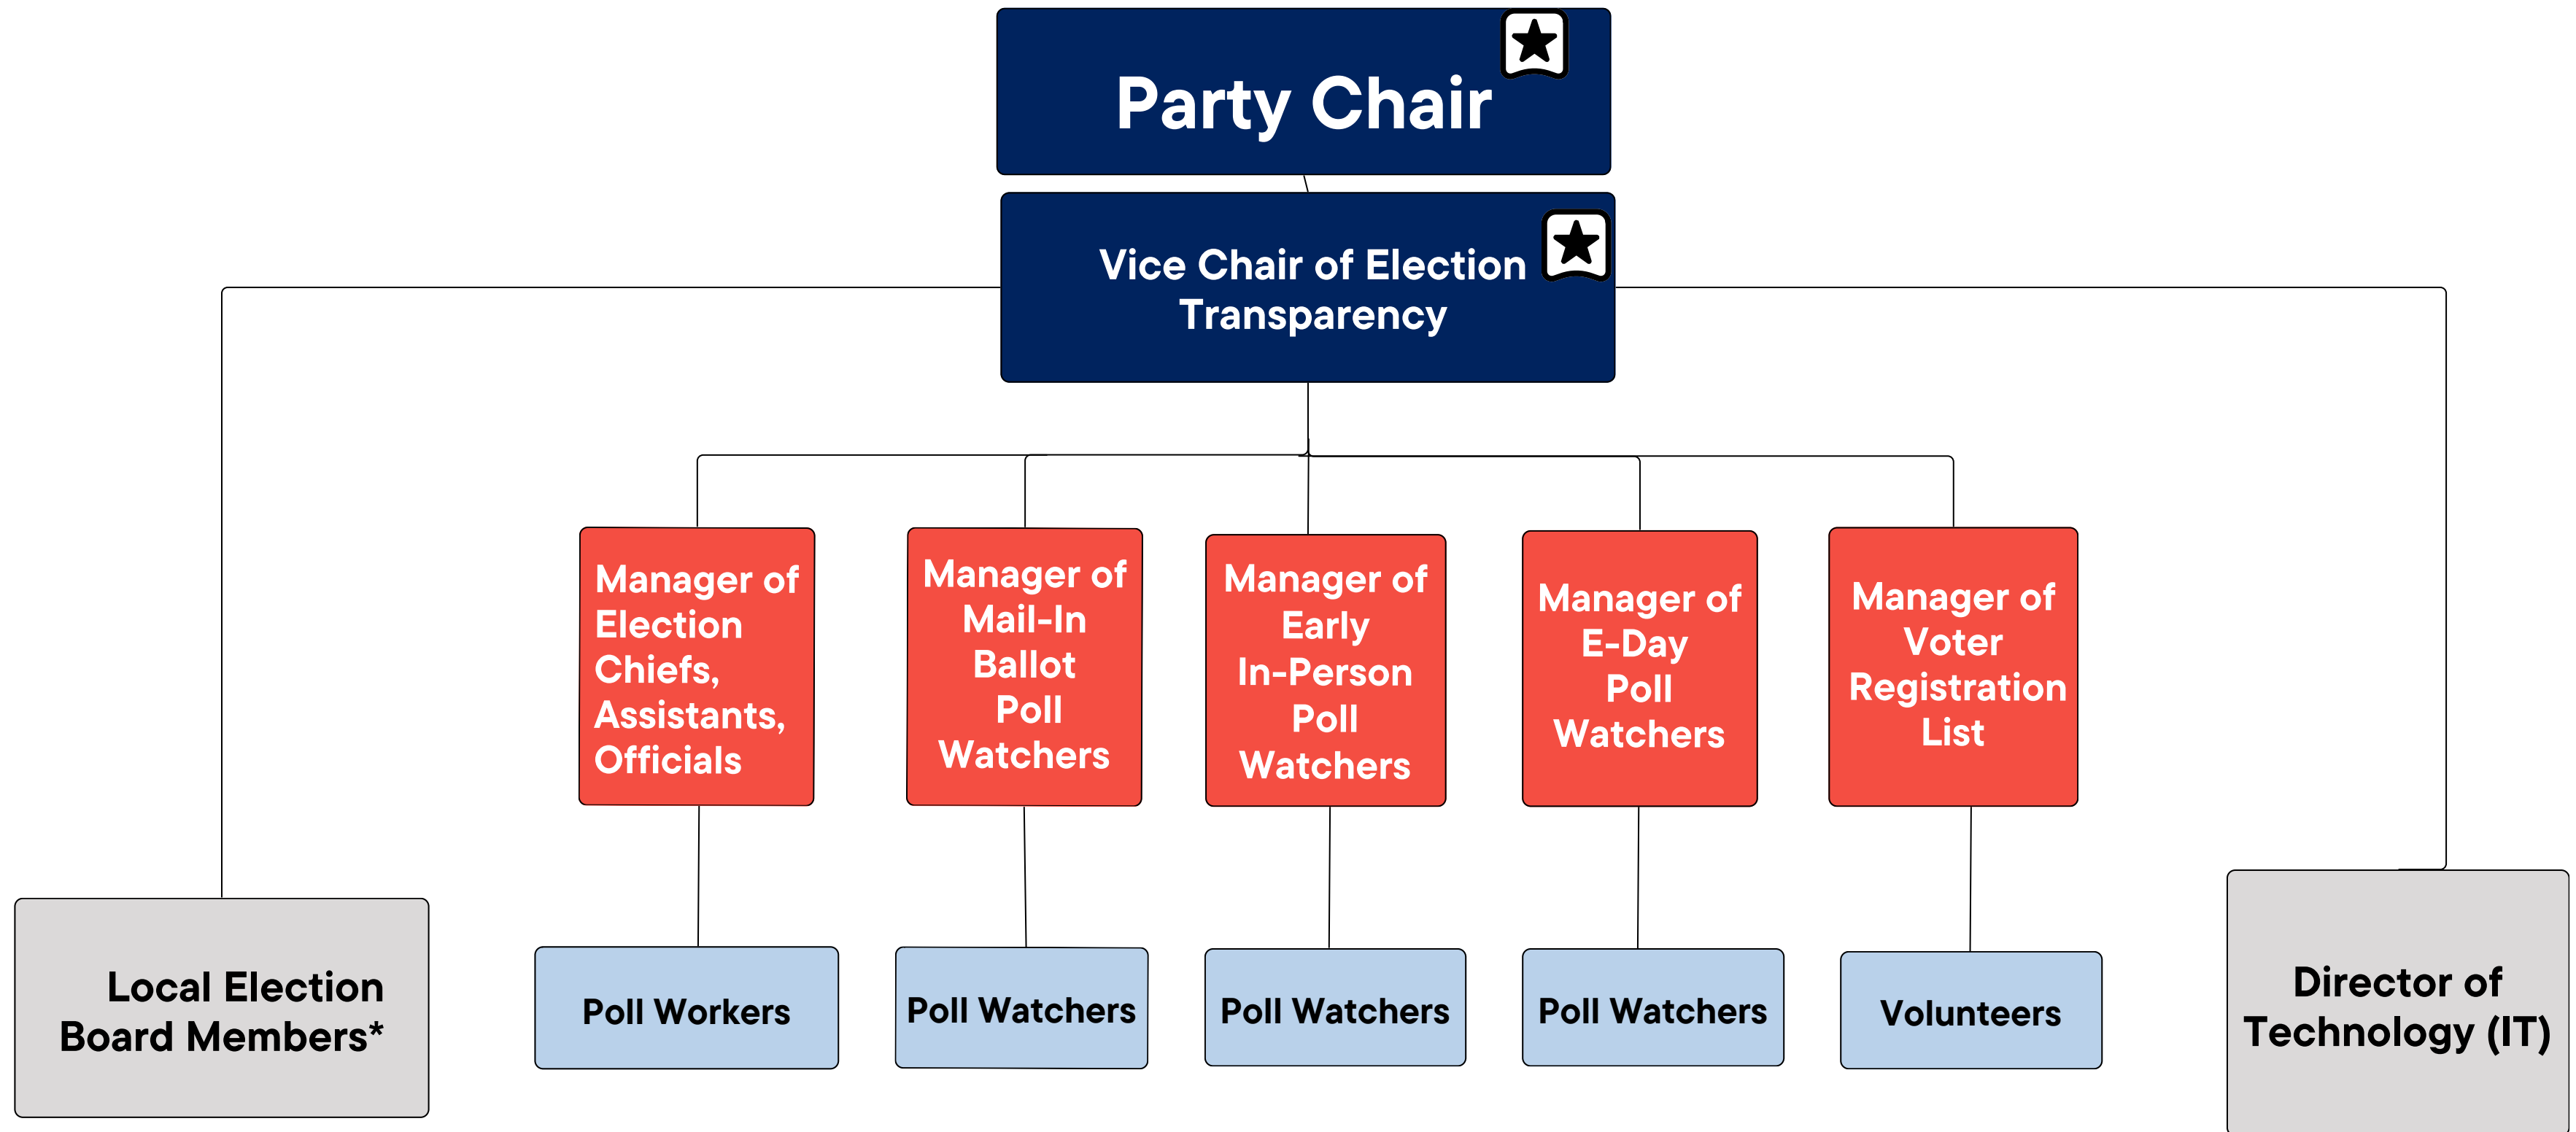 Party Chair
Vice Chair of Election
Transparency
Manager of
Election
Chiefs,
Assistants,
Officials
Manager of
Mail-In
Ballot
Poll
Watchers
Manager of
Early
In-Person
Poll
Watchers
Manager of
E-Day
Poll
Watchers
Manager of
Voter
Registration
List
Local Election
Board Members*
Poll Workers
Poll Watchers
Poll Watchers
Poll Watchers
Volunteers
Director of
Technology (IT)